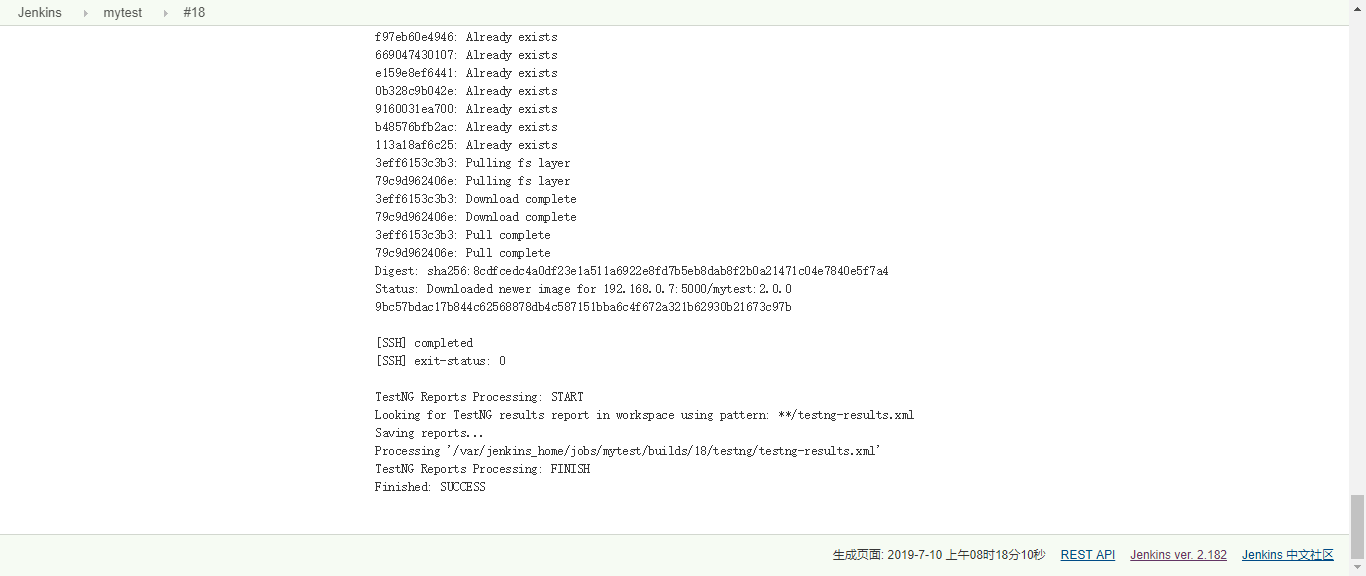 Jenkins mytest #18
f97eb60e4946: Already exists
669047430107: Already exists
e159e8ef6441: Already exists
0b328c9b042e: Already exists
9160031ea700: Already exists
b48576bfb2ac: Already exists
113a18af6c25: Already exists
3eff6153c3b3: Pulling fs layer
79c9d962406e: Pulling fs layer
3eff6153c3b3: Download complete
79c9d962406e: Download complete
3eff6153c3b3: Pull complete
79c9d962406e: Pull complete
Digest: sha256:8cdfcedc4a0df23e1a511a6922e8fd7b5eb8dab8f2b0a21471c04e7840e5f7a4
Status: Downloaded newer image for 192.168.0.7:5000/mytest:2.0.0
9bc57bdac17b844c62568878db4c587151bba6c4f672a321b62930b21673c97b
[SSH] completed
[SSH] exit-status: 0
TestNG Reports Processing: START
Looking for TestNG results report in workspace using pattern: **/testng-results.xml
Saving reports...
Processing '/var/jenkins_home/jobs/mytest/builds/18/testng/testng-results.xml'
TestNG Reports Processing: FINISH
Finished: SUCCESS
生成页面: 2019-7-10 上午08时18分10秒 REST API Jenkins ver. 2.182 Jenkins 中文社区